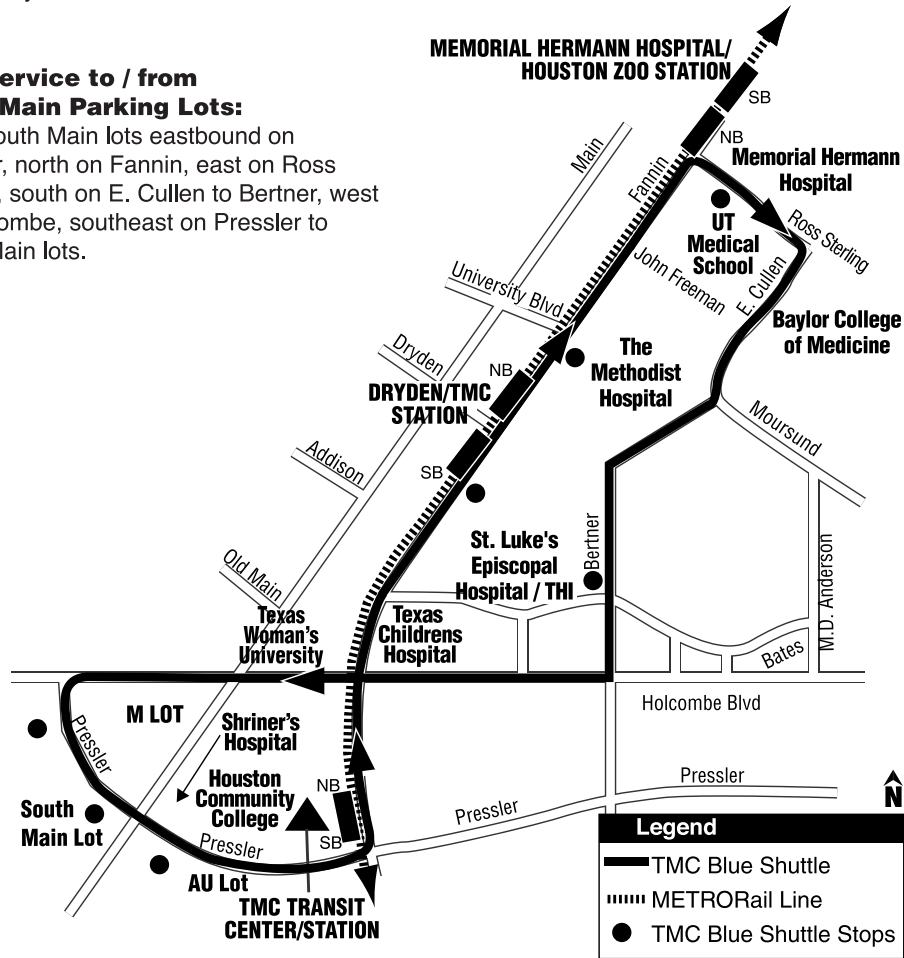 ervice to / from
Main Parking Lots:
outh Main lots eastbound on
, north on Fannin, east on Ross
, south on E. Cullen to Bertner, west
ombe, southeast on Pressler to
Main lots.
MEMORIAL HERMANN HOSPITAL/
HOUSTON ZOO STATION
SB
NB
Main
Fannin
Memorial Hermann
Hospital
UT
Medical
School
Ross Sterling
John Freeman
E. Cullen
University Blvd
Baylor College
of Medicine
The
Methodist
Hospital
Dryden
NB
DRYDEN/TMC
STATION
SB
Moursund
Addison
St. Luke's
Episcopal
Hospital / THI
Bertner
M.D. Anderson
Old Main
Texas
Woman's
University
Texas
Childrens
Hospital
Bates
Holcombe Blvd
M LOT
Pressler
Shriner's
Hospital
Houston
Community
College
NB
SB
Pressler
Pressler
South
Main Lot
Pressler
AU Lot
TMC TRANSIT
CENTER/STATION
N
Legend
TMC Blue Shuttle
METRORail Line
TMC Blue Shuttle Stops